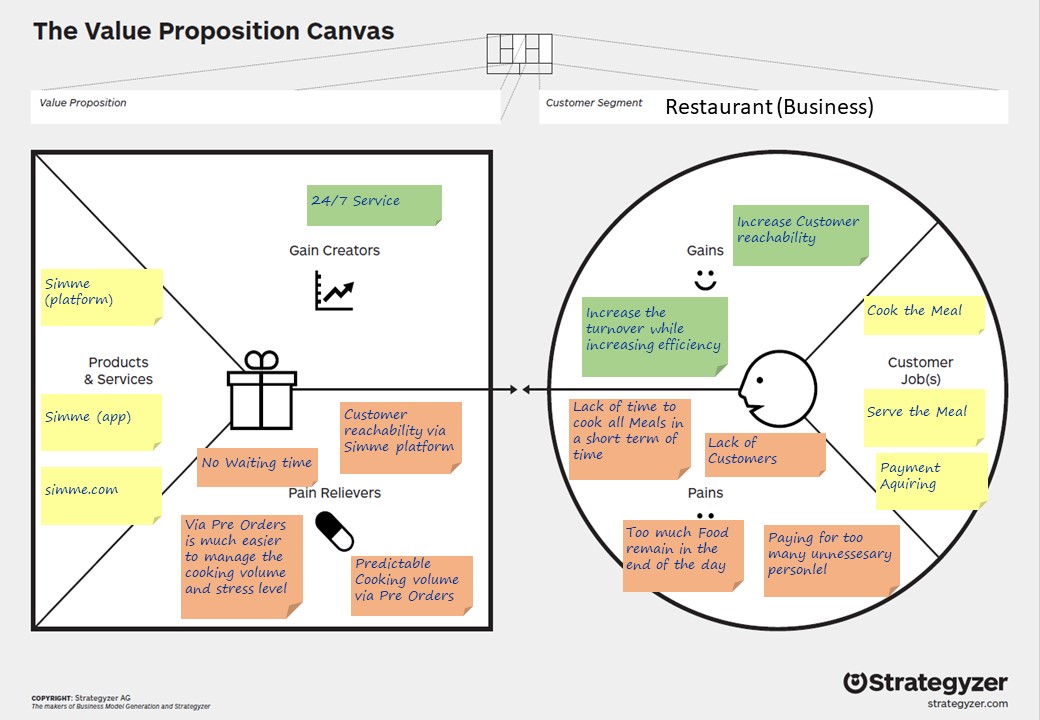 The Value Proposition Canvas
Value Proposition
Customer Segment
Restaurant (Business)
24/7 Service
Gain Creators
Simme
(platform)
Products
& Services
Simme (app)
simme.com
Customer
reachability via
Simme platform
No Waiting time
Pain Relievers
Via Pre Orders
is much easier
to manage the
cooking volume
and stress level
Predictable
Cooking volume
via Pre Orders
Increase Customer
reachability
Gains
Increase the
turnover while
increasing efficiency
Cook the Meal
Customer
Job(s)
Serve the Meal
Payment
Aquiring
Lack of time to
cook all Meals in
a short term of
time
Lack of
Customers
Pains
Too much Food
remain in the
end of the day
Paying for too
many unnessesary
personlel
COPYRIGHT: Strategyzer AG
The makers of Business Model Generation and Strategyzer
Strategyzer
strategyzer.com